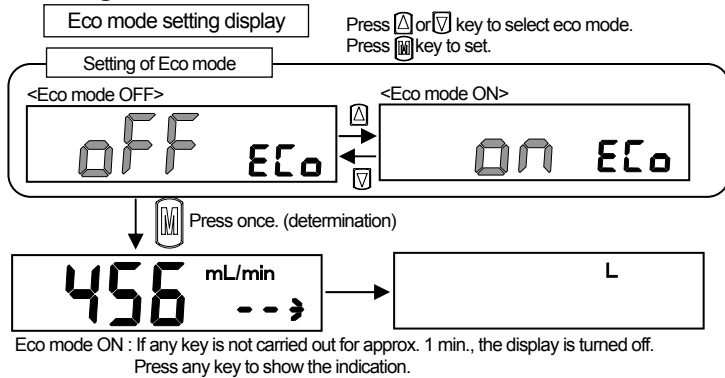 Eco mode setting display
Press △ or ▽ key to select eco mode.
Press M key to set.
Setting of Eco mode
<Eco mode OFF>
<Eco mode ON>
△
oFF ECo
on ECo
▽
M Press once. (determination)
456 mL/min
L
Eco mode ON : If any key is not carried out for approx. 1 min., the display is turned off.
Press any key to show the indication.